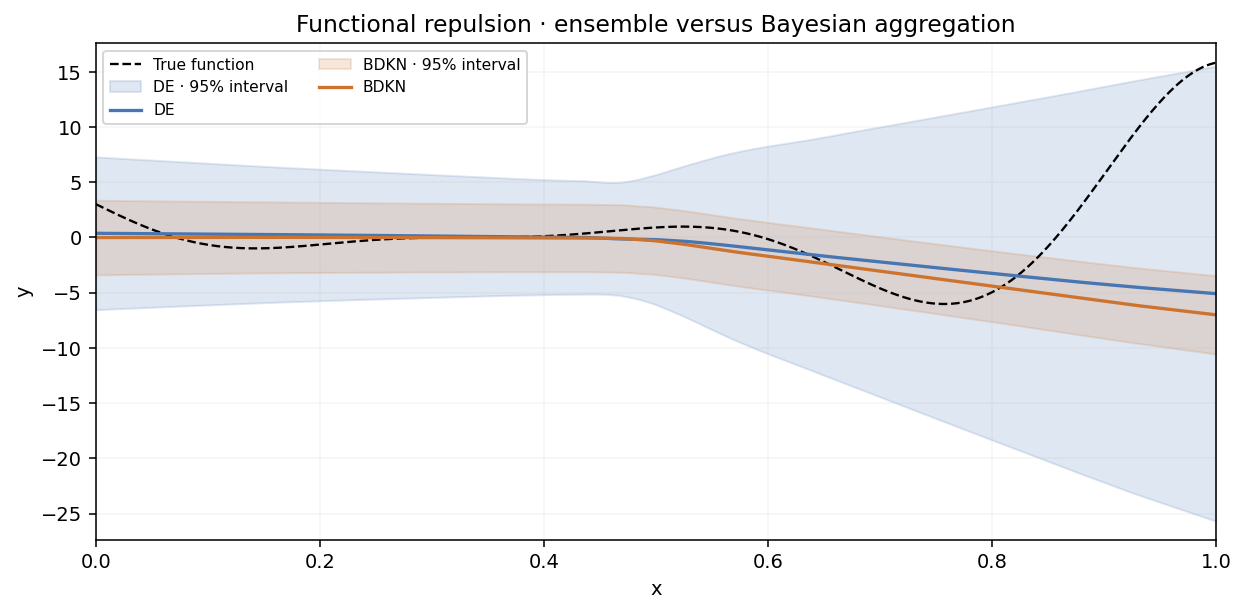 Functional repulsion · ensemble versus Bayesian aggregation
True function
DE · 95% interval
DE
BDKN · 95% interval
BDKN
y
15
10
5
0
−5
−10
−15
−20
−25
0.0 0.2 0.4 0.6 0.8 1.0
x